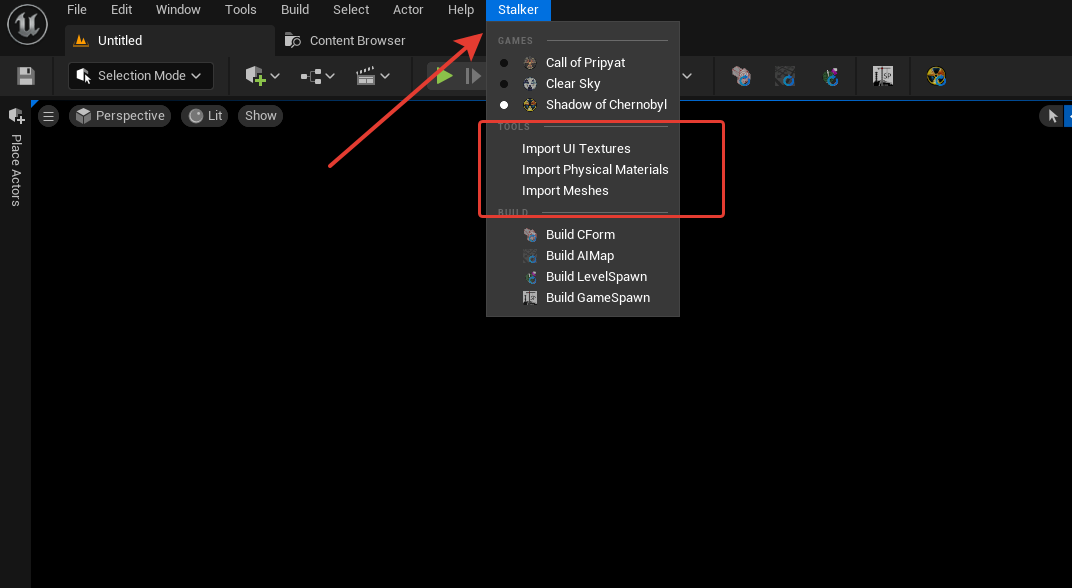 File Edit Window Tools Build Select Actor Help Stalker
Untitled Content Browser
Selection Mode
Perspective Lit Show
Place Actors
GAMES
Call of Pripyat
Clear Sky
Shadow of Chernobyl
TOOLS
Import UI Textures
Import Physical Materials
Import Meshes
BUILD
Build CForm
Build AIMap
Build LevelSpawn
Build GameSpawn